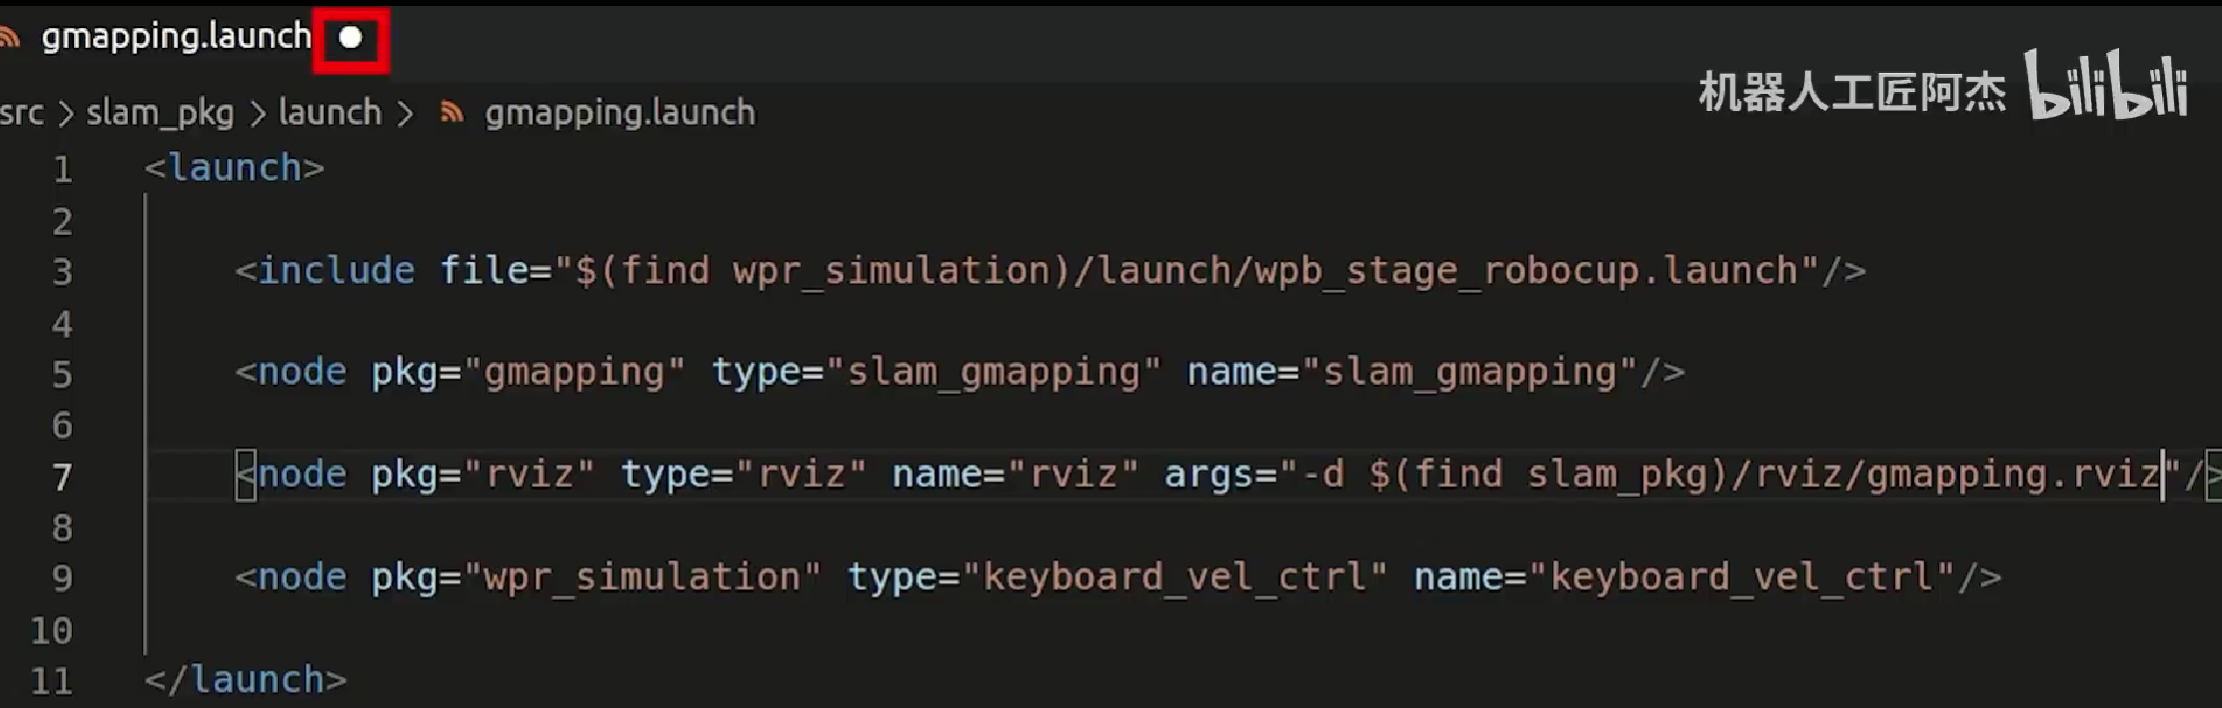 gmapping.launch
机器人工匠阿杰 bilibili
src > slam_pkg > launch > gmapping.launch
1 <launch>
2
3 <include file="$(find wpr_simulation)/launch/wpb_stage_robocup.launch"/>
4
5 <node pkg="gmapping" type="slam_gmapping" name="slam_gmapping"/>
6
7 <node pkg="rviz" type="rviz" name="rviz" args="-d $(find slam_pkg)/rviz/gmapping.rviz"/>
8
9 <node pkg="wpr_simulation" type="keyboard_vel_ctrl" name="keyboard_vel_ctrl"/>
10
11 </launch>